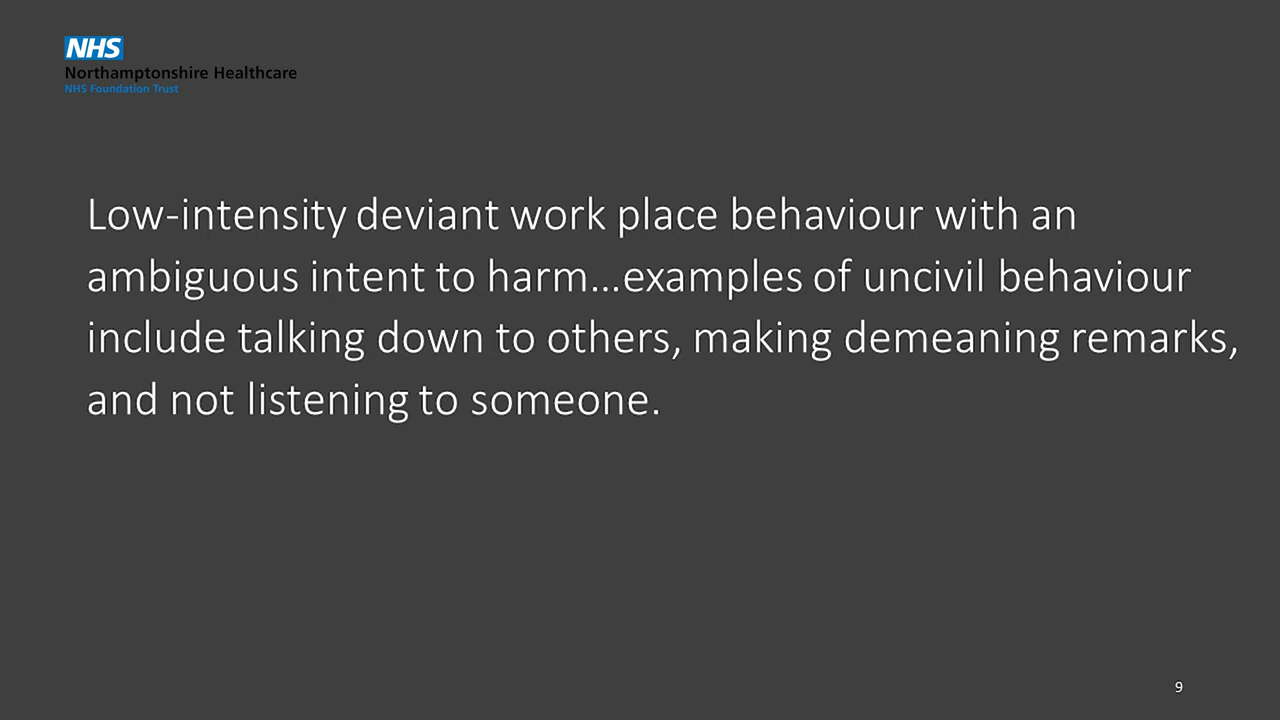 NHS
Northamptonshire Healthcare
NHS Foundation Trust
Low-intensity deviant work place behaviour with an
ambiguous intent to harm...examples of uncivil behaviour
include talking down to others, making demeaning remarks,
and not listening to someone.
9